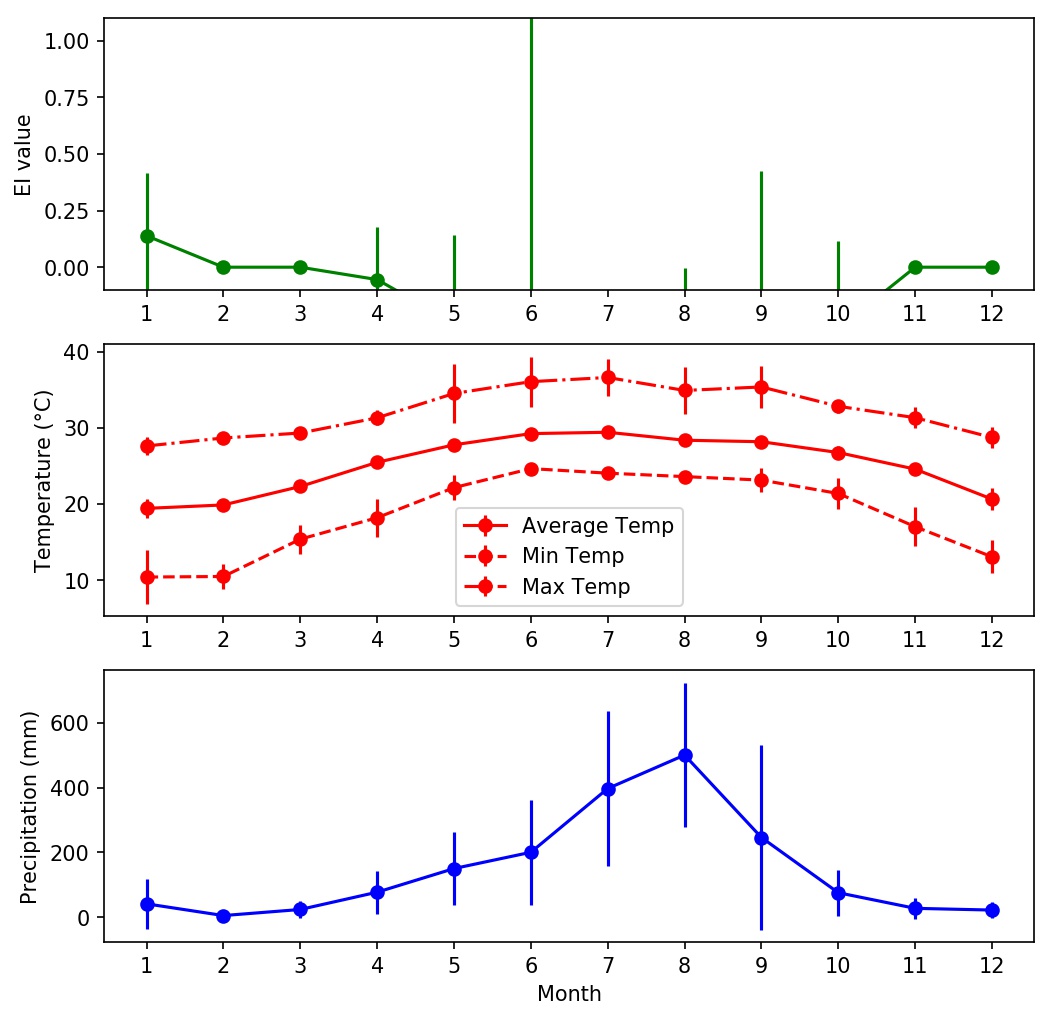 EI value
1.00
0.75
0.50
0.25
0.00
1 2 3 4 5 6 7 8 9 10 11 12
Temperature (°C)
40
30
20
10
Average Temp
Min Temp
Max Temp
1 2 3 4 5 6 7 8 9 10 11 12
Precipitation (mm)
600
400
200
0
1 2 3 4 5 6 7 8 9 10 11 12
Month